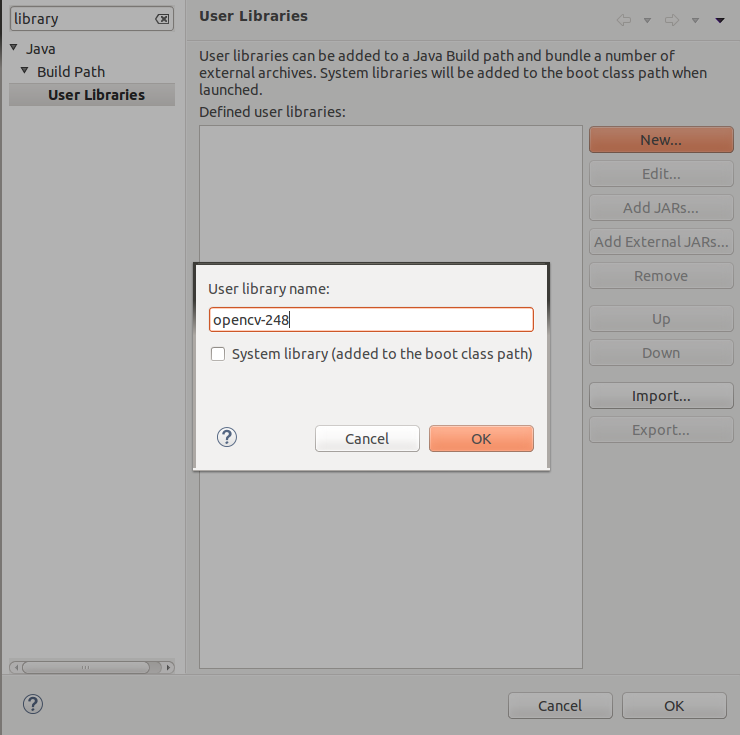 library
User Libraries
Java
Build Path
User Libraries
User libraries can be added to a Java Build path and bundle a number of
external archives. System libraries will be added to the boot class path when
launched.
Defined user libraries:
New...
Edit...
Add JARs...
Add External JARs...
Remove
Up
Down
Import...
Export...
User library name:
opencv-248
System library (added to the boot class path)
?
Cancel
OK
?
Cancel
OK